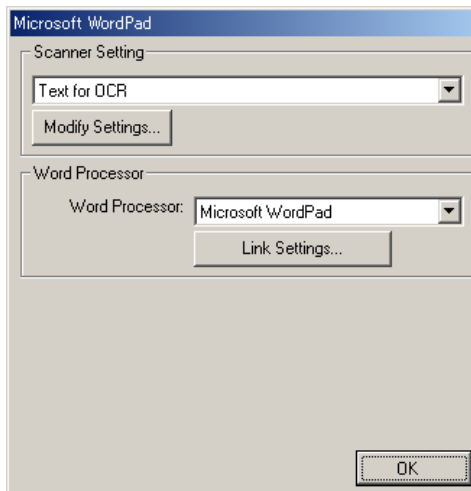 Microsoft WordPad
Scanner Setting
Text for OCR
Modify Settings...
Word Processor
Word Processor: Microsoft WordPad
Link Settings...
OK